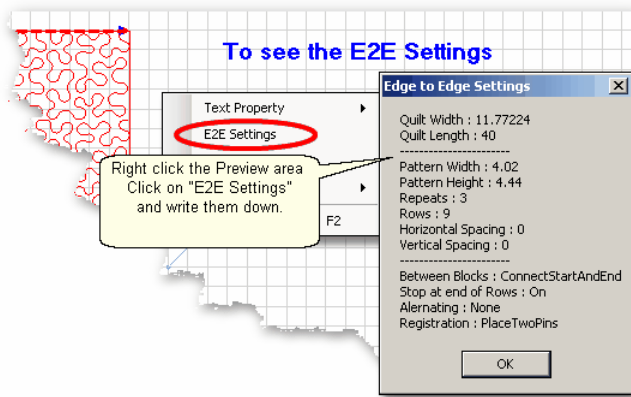 To see the E2E Settings
Text Property
E2E Settings
Right click the Preview area
Click on "E2E Settings"
and write them down.
F2
Edge to Edge Settings
Quilt Width : 11.77224
Quilt Length : 40
------------------------
Pattern Width : 4.02
Pattern Height : 4.44
Repeats : 3
Rows : 9
Horizontal Spacing : 0
Vertical Spacing : 0
------------------------
Between Blocks : ConnectStartAndEnd
Stop at end of Rows : On
Alernating : None
Registration : PlaceTwoPins
OK